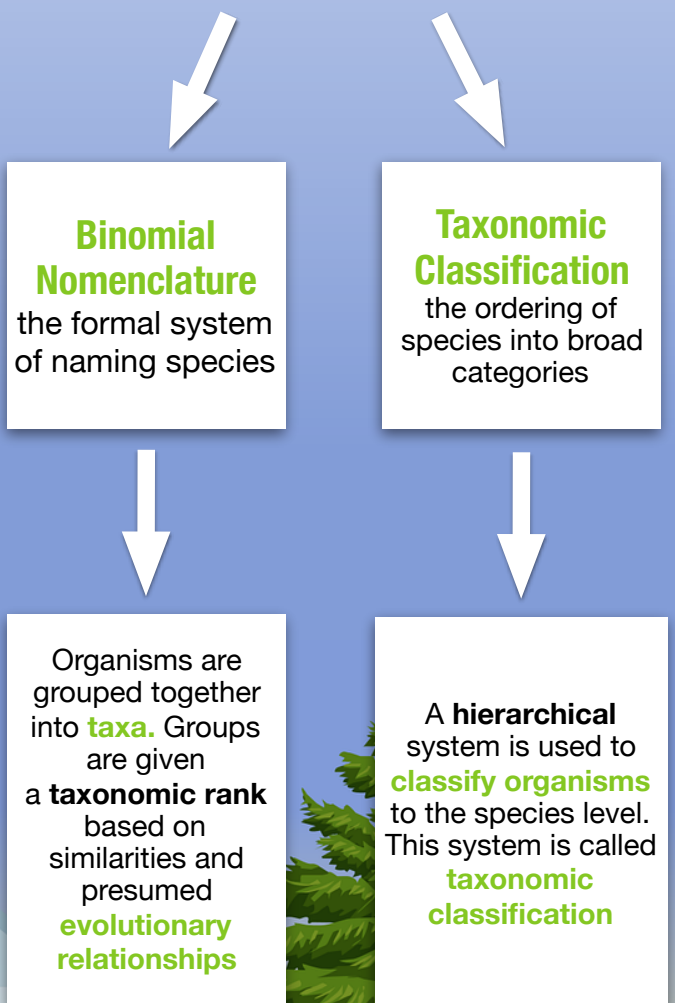 Binomial
Nomenclature
the formal system
of naming species
Taxonomic
Classification
the ordering of
species into broad
categories
Organisms are
grouped together
into taxa. Groups
are given
a taxonomic rank
based on
similarities and
presumed
evolutionary
relationships
A hierarchical
system is used to
classify organisms
to the species level.
This system is called
taxonomic
classification